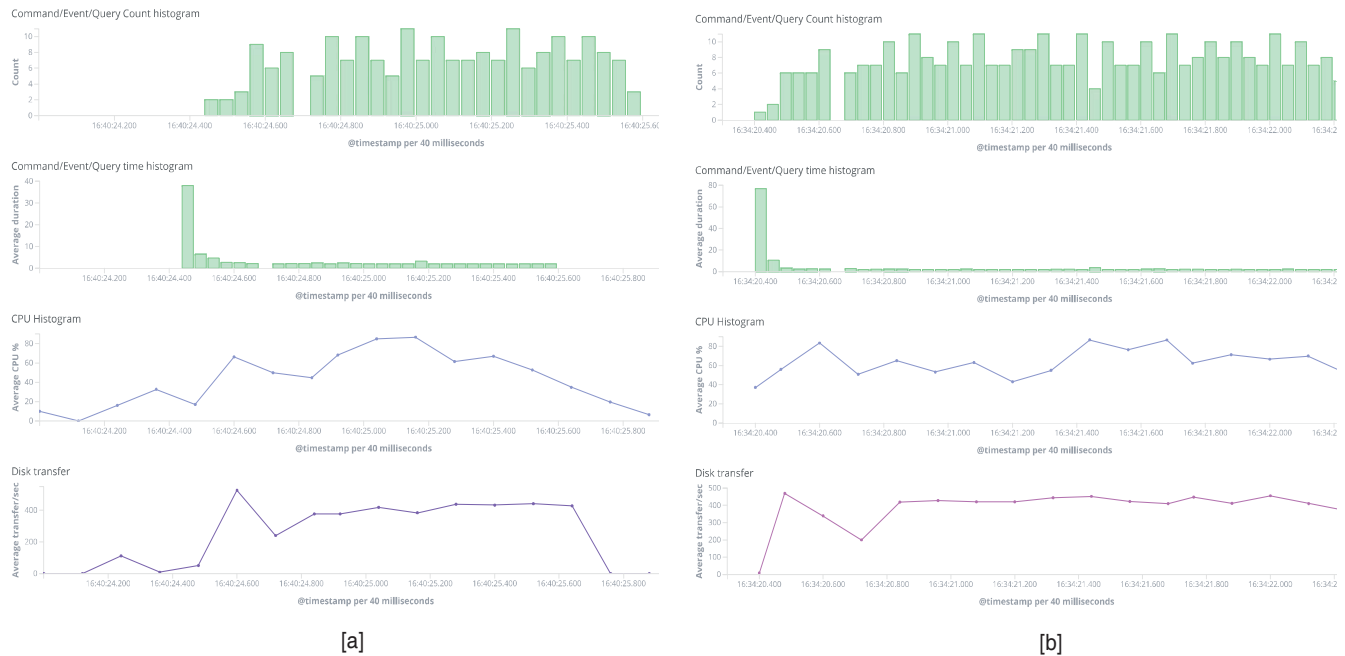 Command/Event/Query Count histogram
Count
10
8
6
4
2
0
16:40:24.200 16:40:24.400 16:40:24.600 16:40:24.800 16:40:25.000 16:40:25.200 16:40:25.400 16:40:25.60
@timestamp per 40 milliseconds
Command/Event/Query time histogram
Average duration
40
30
20
10
0
16:40:24.200 16:40:24.400 16:40:24.600 16:40:24.800 16:40:25.000 16:40:25.200 16:40:25.400 16:40:25.600 16:40:25.800
@timestamp per 40 milliseconds
CPU Histogram
Average CPU %
80
60
40
20
0
16:40:24.200 16:40:24.400 16:40:24.600 16:40:24.800 16:40:25.000 16:40:25.200 16:40:25.400 16:40:25.600 16:40:25.800
@timestamp per 40 milliseconds
Disk transfer
Average transfer/sec
400
200
0
16:40:24.200 16:40:24.400 16:40:24.600 16:40:24.800 16:40:25.000 16:40:25.200 16:40:25.400 16:40:25.600 16:40:25.800
@timestamp per 40 milliseconds
[a]
Command/Event/Query Count histogram
Count
10
8
6
4
2
0
16:34:20.400 16:34:20.600 16:34:20.800 16:34:21.000 16:34:21.200 16:34:21.400 16:34:21.600 16:34:21.800 16:34:22.000 16:34:2
@timestamp per 40 milliseconds
Command/Event/Query time histogram
Average duration
80
60
40
20
0
16:34:20.400 16:34:20.600 16:34:20.800 16:34:21.000 16:34:21.200 16:34:21.400 16:34:21.600 16:34:21.800 16:34:22.000 16:34:2
@timestamp per 40 milliseconds
CPU Histogram
Average CPU %
80
60
40
20
0
16:34:20.400 16:34:20.600 16:34:20.800 16:34:21.000 16:34:21.200 16:34:21.400 16:34:21.600 16:34:21.800 16:34:22.000 16:34:2
@timestamp per 40 milliseconds
Disk transfer
Average transfer/sec
500
400
300
200
100
0
16:34:20.400 16:34:20.600 16:34:20.800 16:34:21.000 16:34:21.200 16:34:21.400 16:34:21.600 16:34:21.800 16:34:22.000 16:34:2
@timestamp per 40 milliseconds
[b]